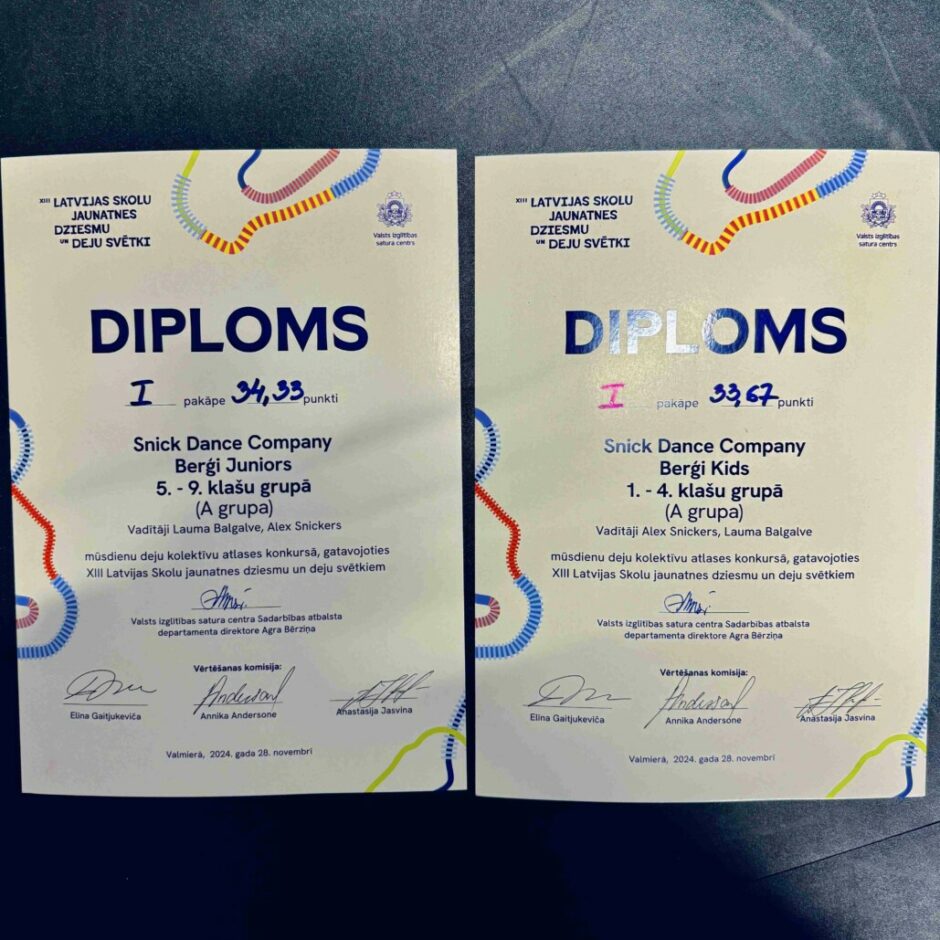 XIII LATVIJAS SKOLU
JAUNATNES
DZIESMU
UN DEJU SVĒTKI
Valsts izglītības
satura centrs
DIPLOMS
I pakāpe 34,33 punkti
Snick Dance Company
Berģi Juniors
5. - 9. klašu grupā
(A grupa)
Vadītāji Lauma Balgalve, Alex Snickers
mūsdienu deju kolektīvu atlases konkursā, gatavojoties
XIII Latvijas Skolu jaunatnes dziesmu un deju svētkiem
Valsts izglītības satura centra Sadarbības atbalsta
departamenta direktore Agra Bērziņa
Vērtēšanas komisija:
Elīna Gaitjukeviča
Annika Andersone
Anastasija Jasvina
Valmierā, 2024. gada 28. novembrī
XIII LATVIJAS SKOLU
JAUNATNES
DZIESMU
UN DEJU SVĒTKI
Valsts izglītības
satura centrs
DIPLOMS
I pakāpe 33,67 punkti
Snick Dance Company
Berģi Kids
1. - 4. klašu grupā
(A grupa)
Vadītāji Alex Snickers, Lauma Balgalve
mūsdienu deju kolektīvu atlases konkursā, gatavojoties
XIII Latvijas Skolu jaunatnes dziesmu un deju svētkiem
Valsts izglītības satura centra Sadarbības atbalsta
departamenta direktore Agra Bērziņa
Vērtēšanas komisija:
Elīna Gaitjukeviča
Annika Andersone
Anastasija Jasvina
Valmierā, 2024. gada 28. novembrī